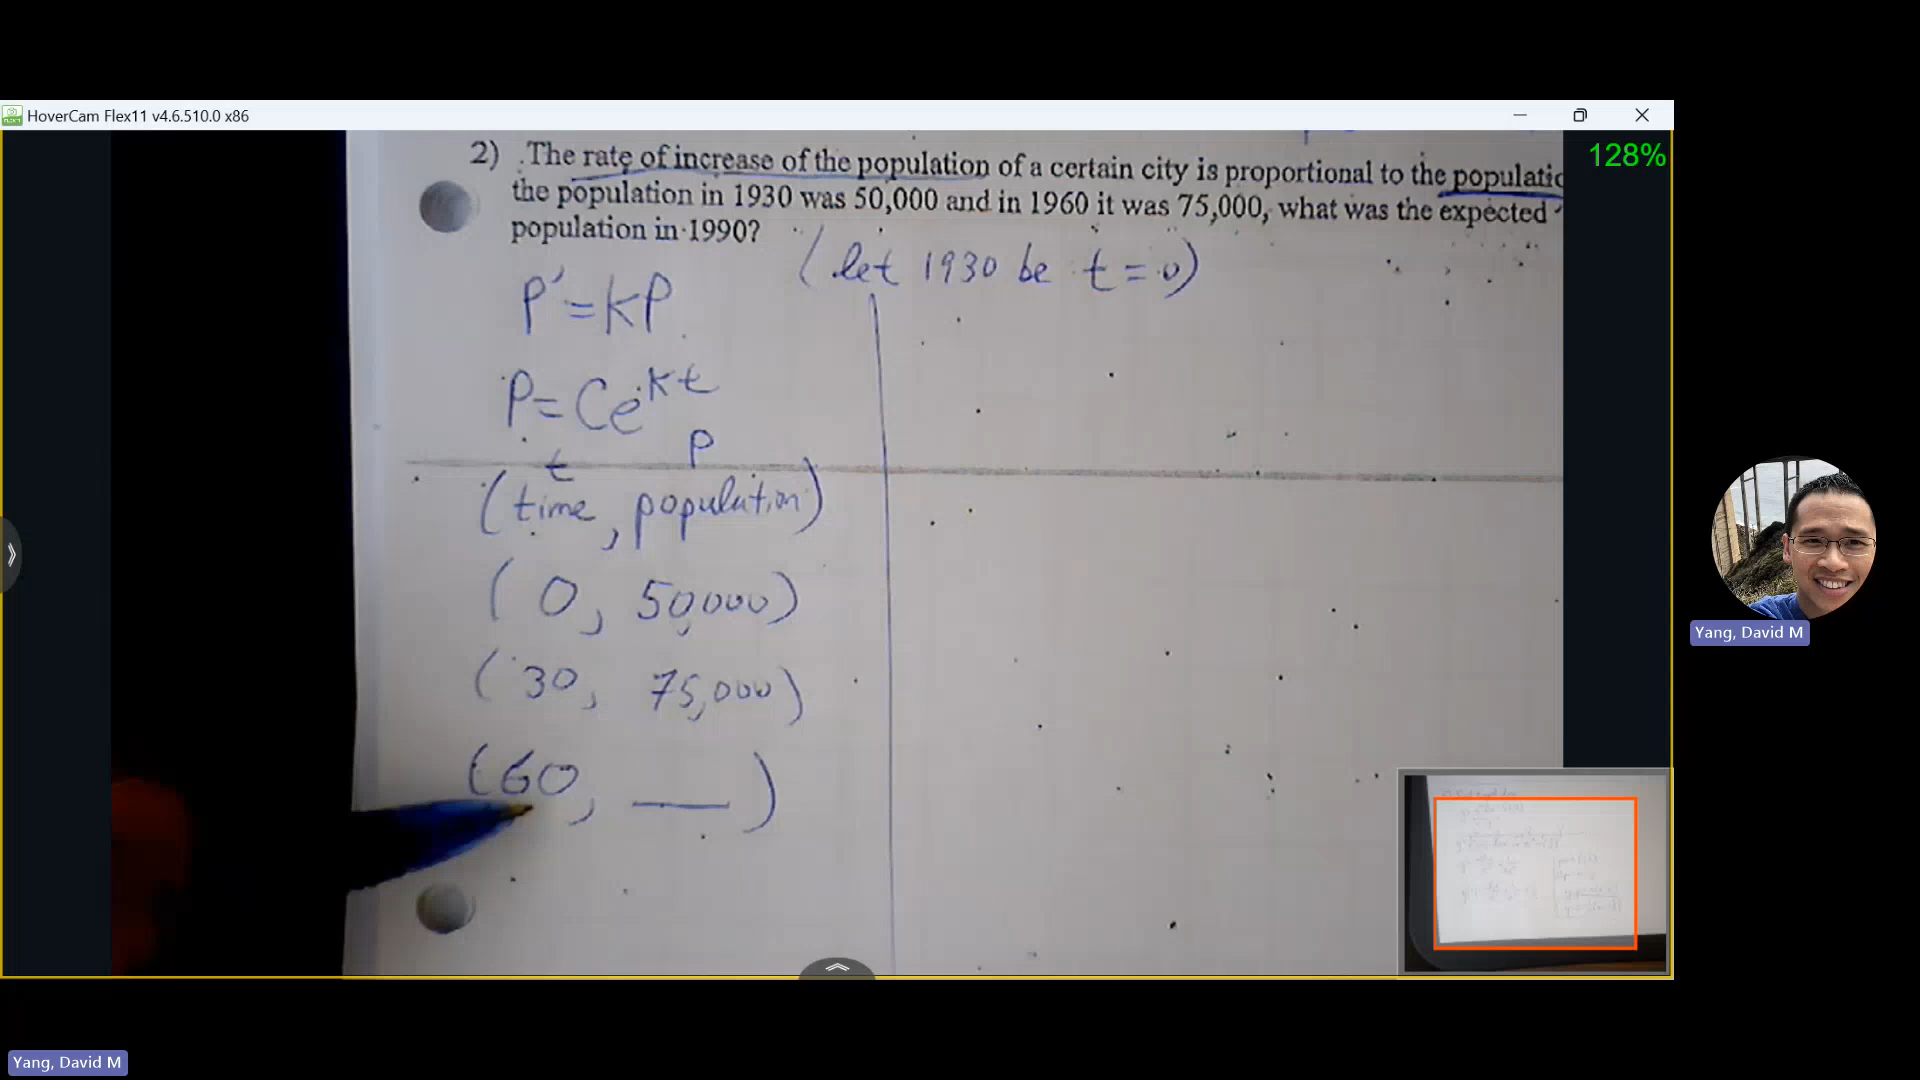 HoverCam Flex11 v4.6.510.0 x86
128%
2) .The rate of increase of the population of a certain city is proportional to the populatio
the population in 1930 was 50,000 and in 1960 it was 75,000, what was the expected
population in 1990?
(let 1930 be t=0)
P'=kP
P=Ce^kt
t P
(time, population)
(0, 50,000)
(30, 75,000)
(60, ___)
Yang, David M
Yang, David M